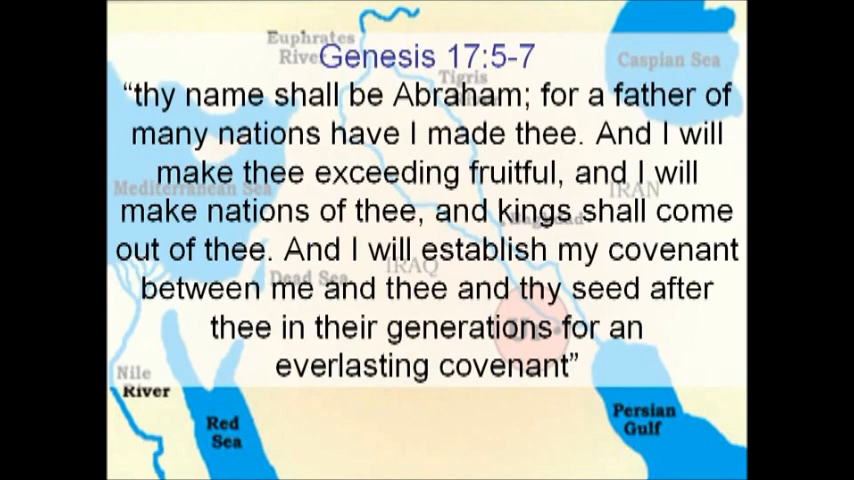 Genesis 17:5-7
“thy name shall be Abraham; for a father of
many nations have I made thee. And I will
make thee exceeding fruitful, and I will
make nations of thee, and kings shall come
out of thee. And I will establish my covenant
between me and thee and thy seed after
thee in their generations for an
everlasting covenant”
Euphrates
River
Tigris
Caspian Sea
Mediterranean Sea
IRAN
Baghdad
IRAQ
Dead Sea
Nile
River
Red
Sea
Persian
Gulf